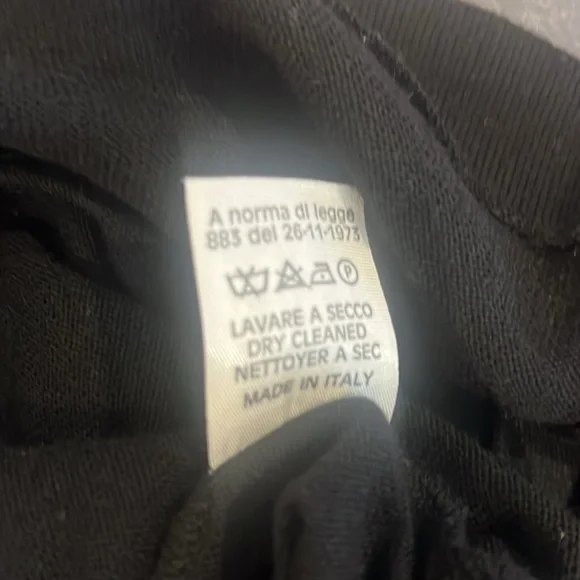 A norma di legge
883 del 26-11-1973
P
LAVARE A SECCO
DRY CLEANED
NETTOYER A SEC
MADE IN ITALY